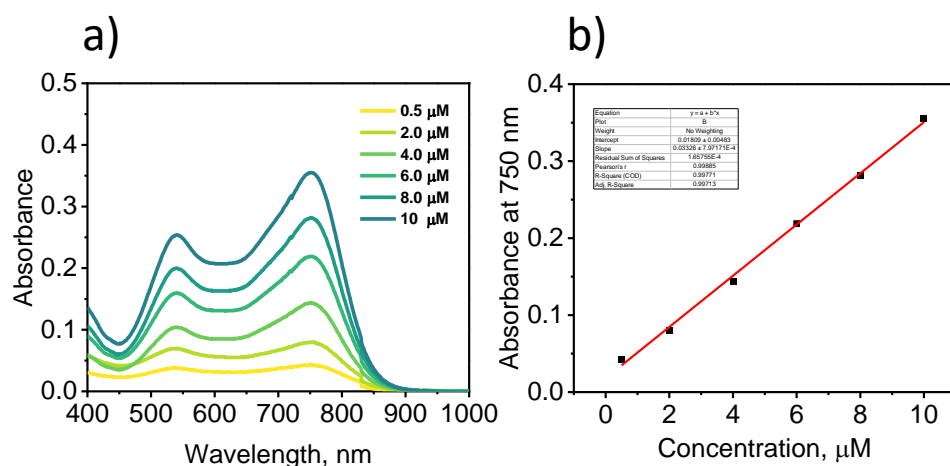 a)
b)
0.5
0.4
0.3
0.2
0.1
0.0
400 500 600 700 800 900 1000
Absorbance
Wavelength, nm
0.5 μM
2.0 μM
4.0 μM
6.0 μM
8.0 μM
10 μM
0.4
0.3
0.2
0.1
0.0
0 2 4 6 8 10
Absorbance at 750 nm
Concentration, μM
Equation y = a + b*x
Plot B
Weight No Weighting
Intercept 0.01809 ± 0.00483
Slope 0.03326 ± 7.97171E-4
Residual Sum of Squares 1.65755E-4
Pearson's r 0.99885
R-Square (COD) 0.99771
Adj. R-Square 0.99713